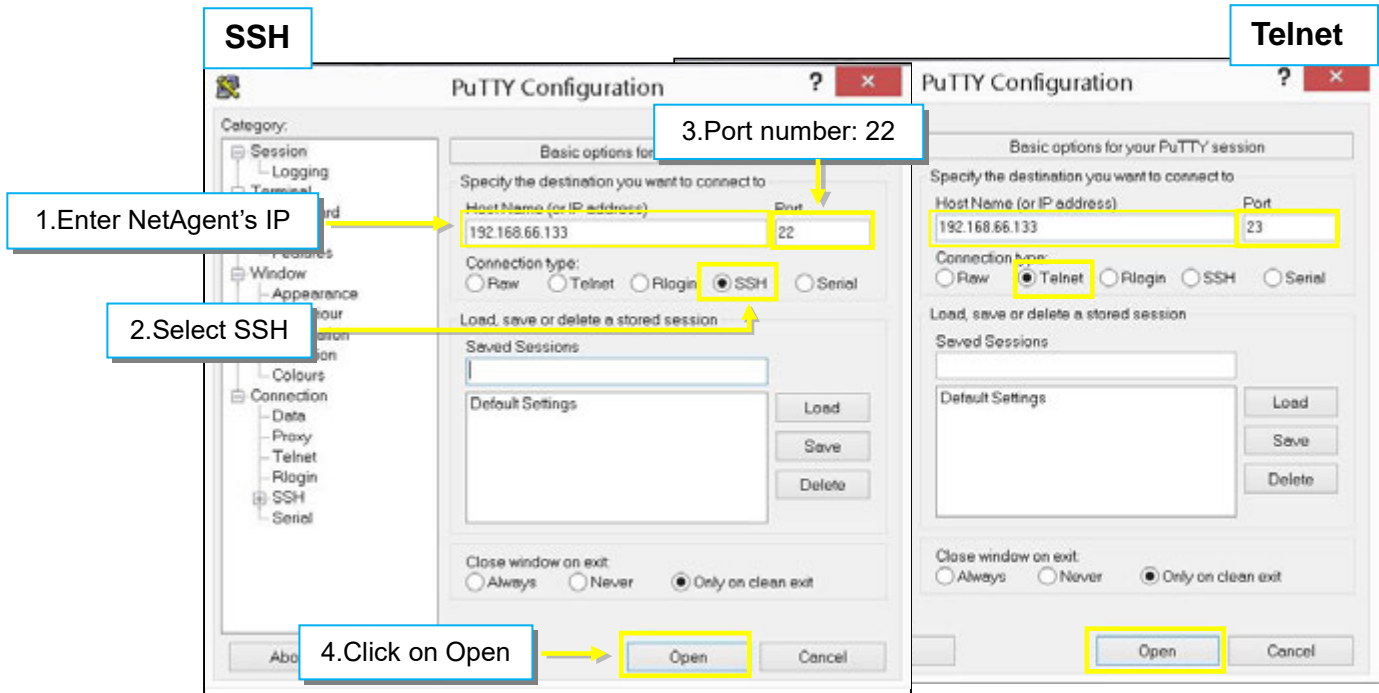 SSH
PuTTY Configuration
?
×
Category:
Session
Logging
Terminal
rd
Features
Window
Appearance
our
ation
ion
Colours
Connection
Data
Proxy
Telnet
Rlogin
SSH
Serial
Basic options for
Specify the destination you want to connect to
Host Name (or IP address) Port
192.168.66.133 22
Connection type:
Raw Telnet Rlogin SSH Serial
Load, save or delete a stored session
Saved Sessions
Default Settings
Load
Save
Delete
Close window on exit:
Always Never Only on clean exit
Abo
Open Cancel
1.Enter NetAgent’s IP
2.Select SSH
3.Port number: 22
4.Click on Open
Telnet
PuTTY Configuration
?
×
Basic options for your PuTTY session
Specify the destination you want to connect to
Host Name (or IP address) Port
192.168.66.133 23
Connection type:
Raw Telnet Rlogin SSH Serial
Load, save or delete a stored session
Saved Sessions
Default Settings
Load
Save
Delete
Close window on exit:
Always Never Only on clean exit
Open Cancel